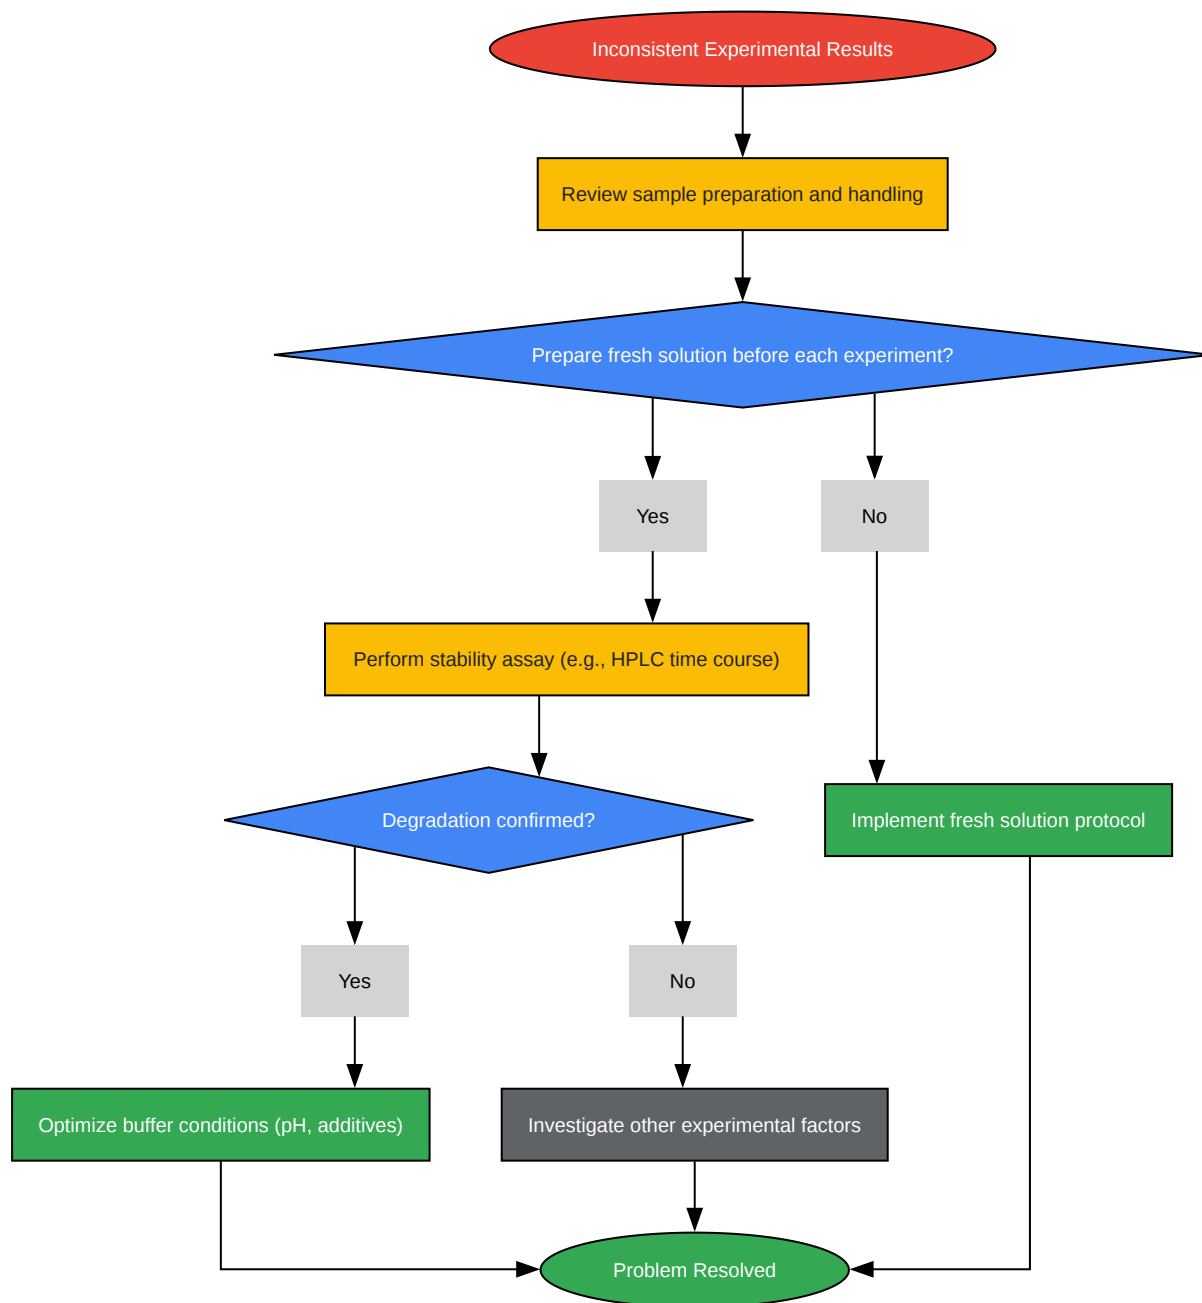 Inconsistent Experimental Results
Review sample preparation and handling
Prepare fresh solution before each experiment?
Yes
No
Perform stability assay (e.g., HPLC time course)
Degradation confirmed?
Implement fresh solution protocol
Yes
No
Optimize buffer conditions (pH, additives)
Investigate other experimental factors
Problem Resolved